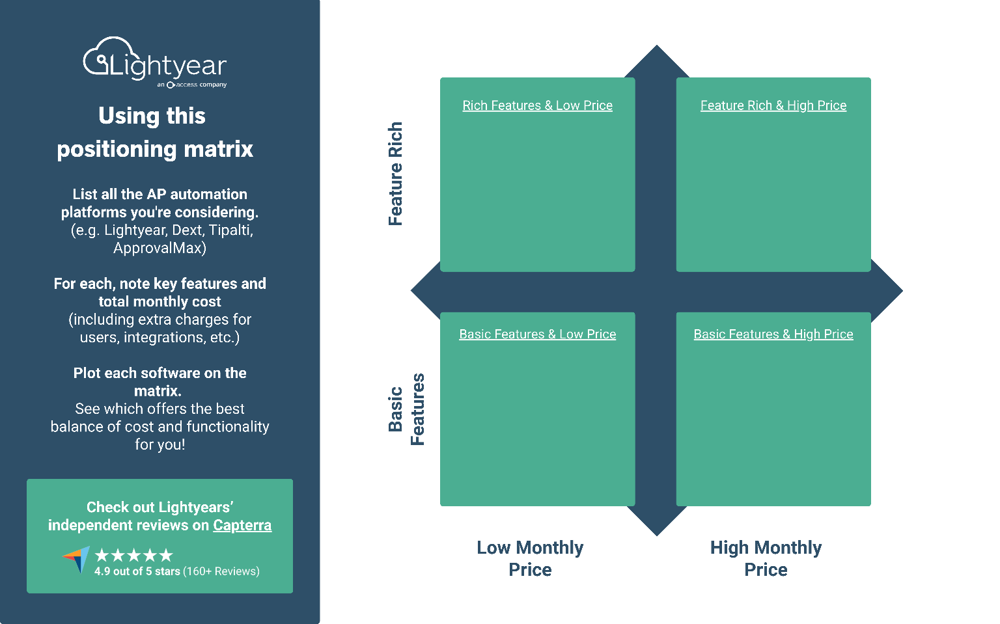 Lightyear
an access company
Using this
positioning matrix
List all the AP automation
platforms you're considering.
(e.g. Lightyear, Dext, Tipalti,
ApprovalMax)
For each, note key features and
total monthly cost
(including extra charges for
users, integrations, etc.)
Plot each software on the
matrix.
See which offers the best
balance of cost and functionality
for you!
Check out Lightyears’
independent reviews on Capterra
4.9 out of 5 stars (160+ Reviews)
Feature Rich
Basic
Features
Rich Features & Low Price
Feature Rich & High Price
Basic Features & Low Price
Basic Features & High Price
Low Monthly
Price
High Monthly
Price